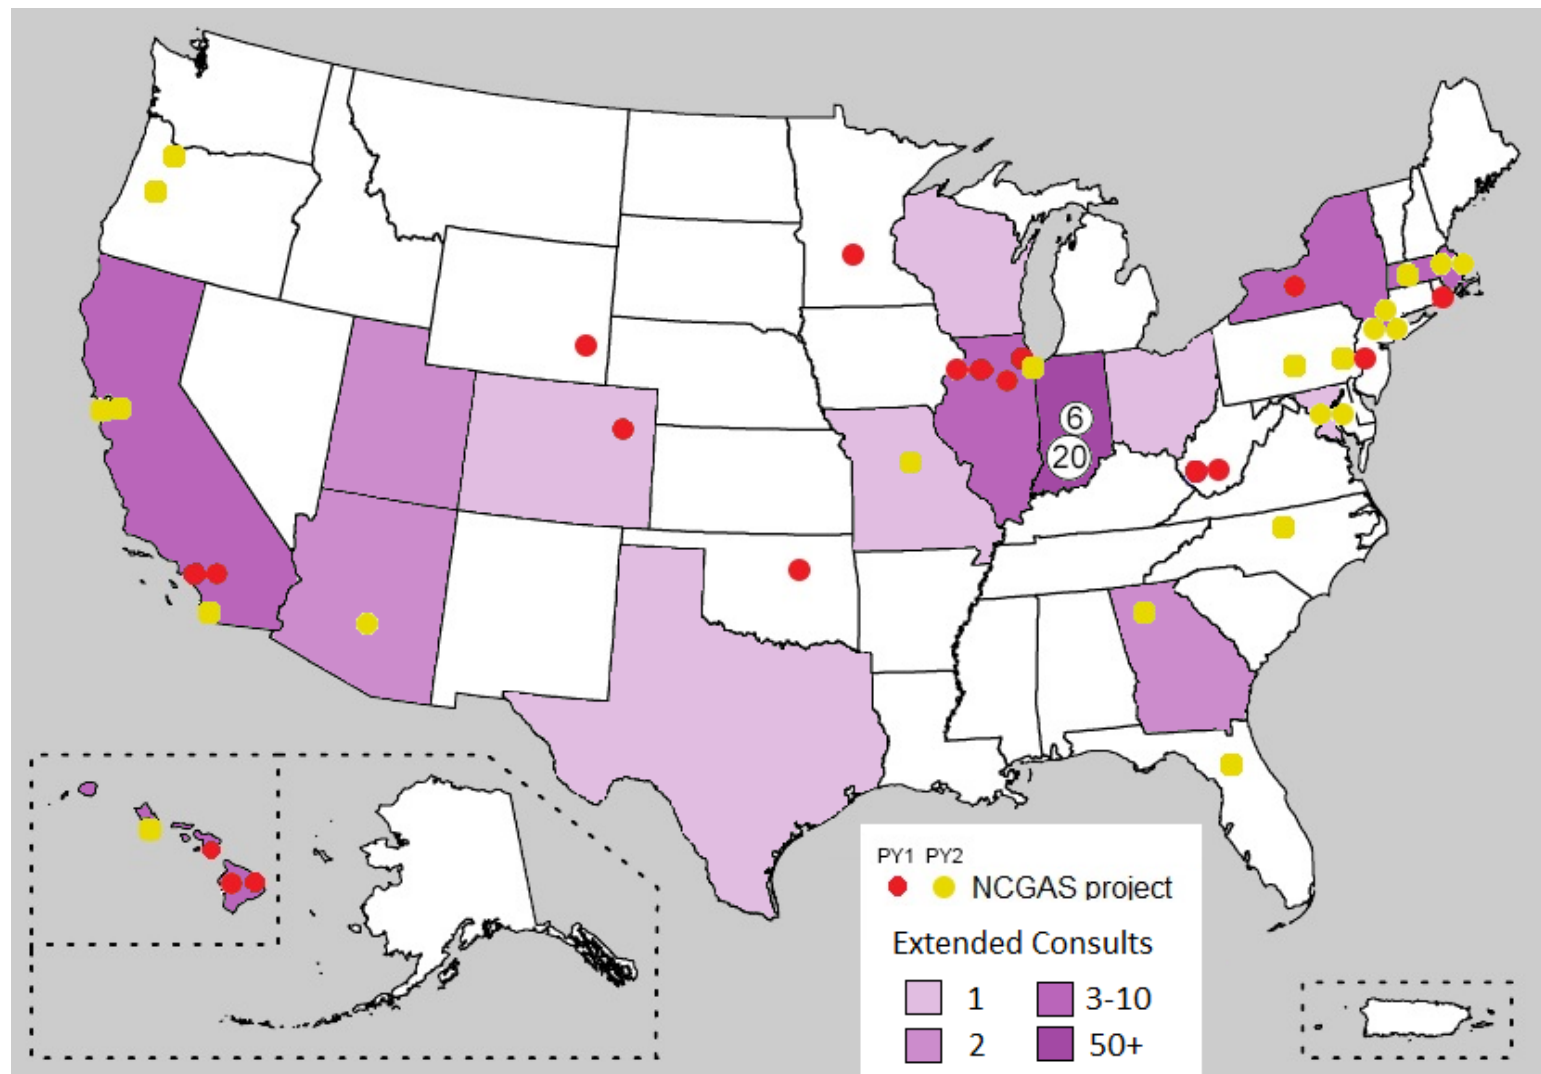 6
20
PY1 PY2
NCGAS project
Extended Consults
1 3-10
2 50+